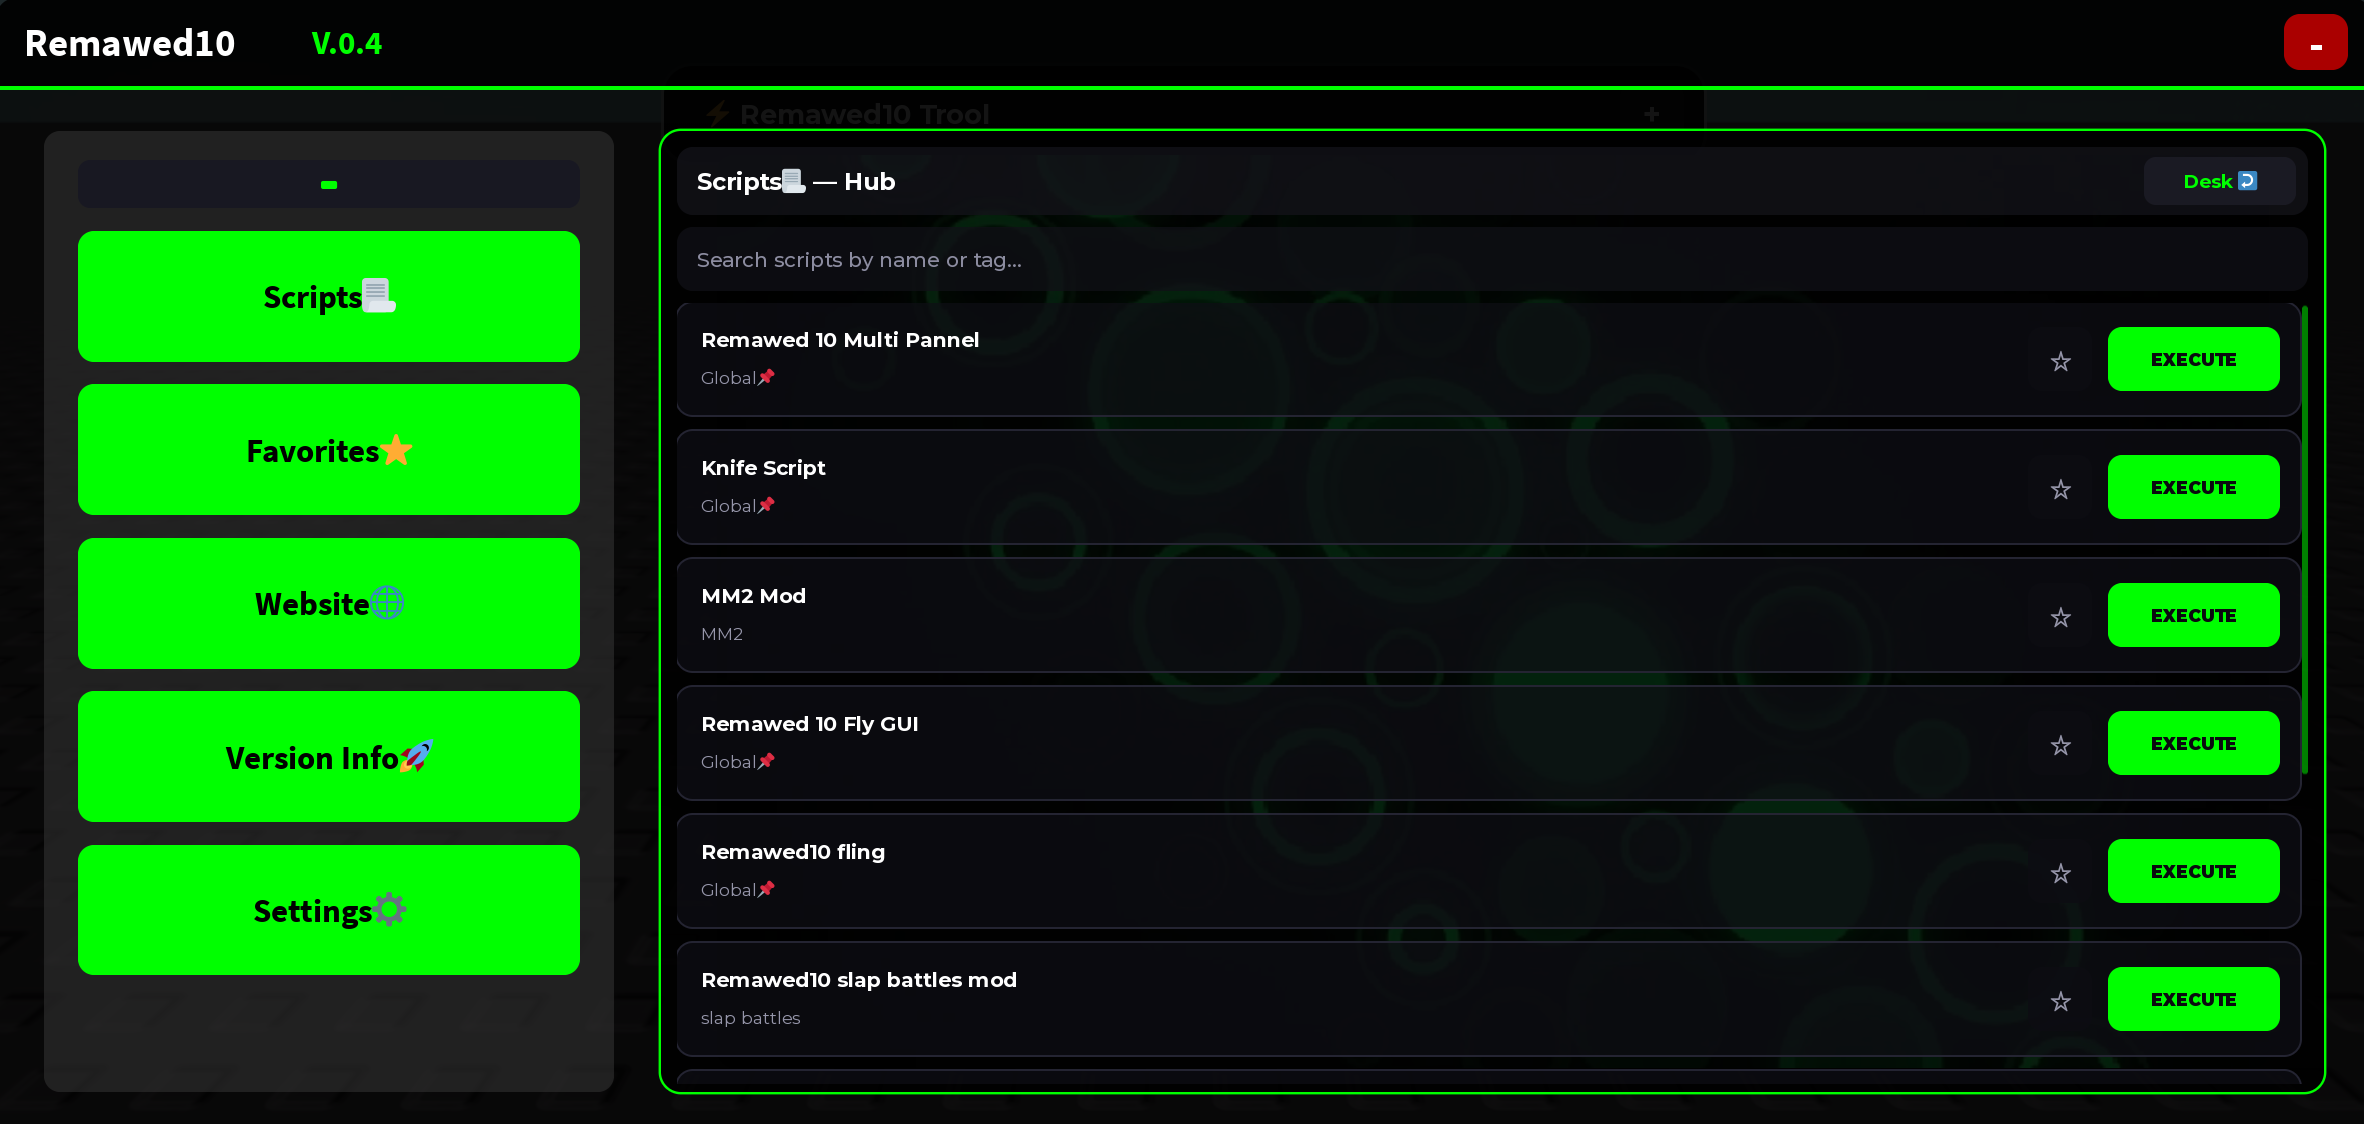 Remawed10 V.0.4 -
⚡ Remawed10 Trool +
-
Scripts📜
Favorites⭐
Website🌐
Version Info🚀
Settings⚙️
Scripts📜 — Hub Desk ↩️
Search scripts by name or tag...
Remawed 10 Multi Pannel
Global📌
☆ EXECUTE
Knife Script
Global📌
☆ EXECUTE
MM2 Mod
MM2
☆ EXECUTE
Remawed 10 Fly GUI
Global📌
☆ EXECUTE
Remawed10 fling
Global📌
☆ EXECUTE
Remawed10 slap battles mod
slap battles
☆ EXECUTE